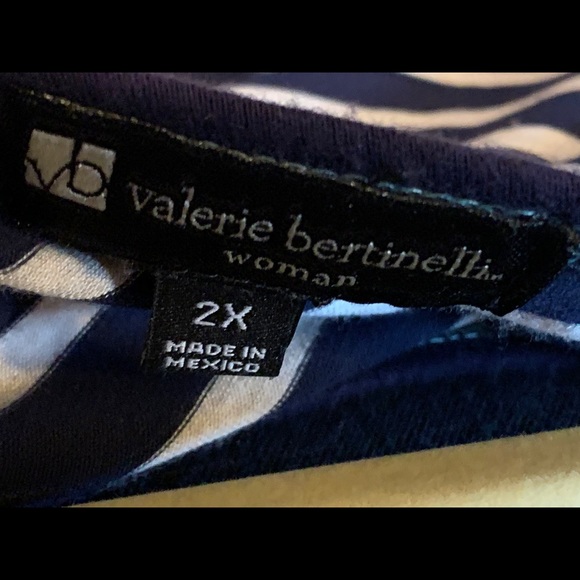 vb valerie bertinelli
woman
2X
MADE IN
MEXICO